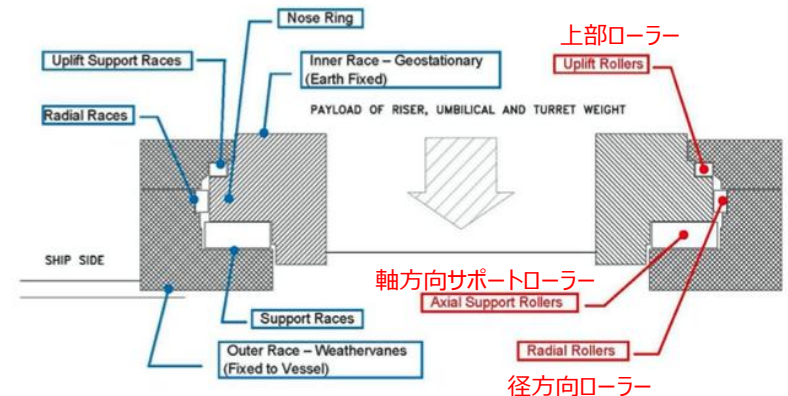 Nose Ring
上部ローラー
Uplift Support Races
Inner Race – Geostationary
(Earth Fixed)
Uplift Rollers
Radial Races
PAYLOAD OF RISER, UMBILICAL AND TURRET WEIGHT
SHIP SIDE
軸方向サポートローラー
Axial Support Rollers
Support Races
Outer Race – Weathervanes
(Fixed to Vessel)
Radial Rollers
径方向ローラー